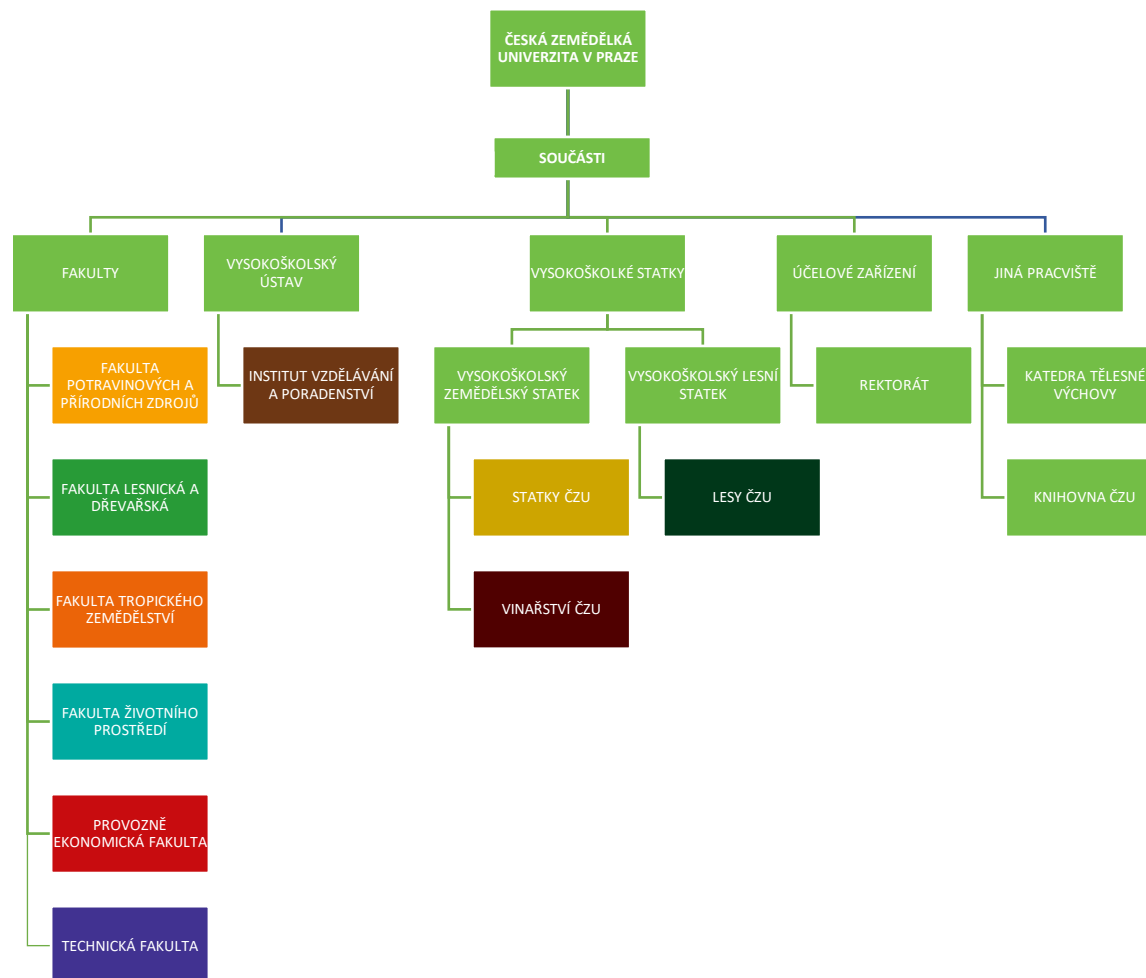 ČESKÁ ZEMĚDĚLKÁ
UNIVERZITA V PRAZE
SOUČÁSTI
FAKULTY
VYSOKOŠKOLSKÝ
ÚSTAV
VYSOKOŠKOLKÉ STATKY
ÚČELOVÉ ZAŘÍZENÍ
JINÁ PRACVIŠTĚ
FAKULTA
POTRAVINOVÝCH A
PŘÍRODNÍCH ZDROJŮ
INSTITUT VZDĚLÁVÁNÍ
A PORADENSTVÍ
VYSOKOŠKOLSKÝ
ZEMĚDĚLSKÝ STATEK
VYSOKOŠKOLSKÝ LESNÍ
STATEK
REKTORÁT
KATEDRA TĚLESNÉ
VÝCHOVY
FAKULTA LESNICKÁ A
DŘEVAŘSKÁ
STATKY ČZU
LESY ČZU
KNIHOVNA ČZU
FAKULTA TROPICKÉHO
ZEMĚDĚLSTVÍ
VINAŘSTVÍ ČZU
FAKULTA ŽIVOTNÍHO
PROSTŘEDÍ
PROVOZNĚ
EKONOMICKÁ FAKULTA
TECHNICKÁ FAKULTA